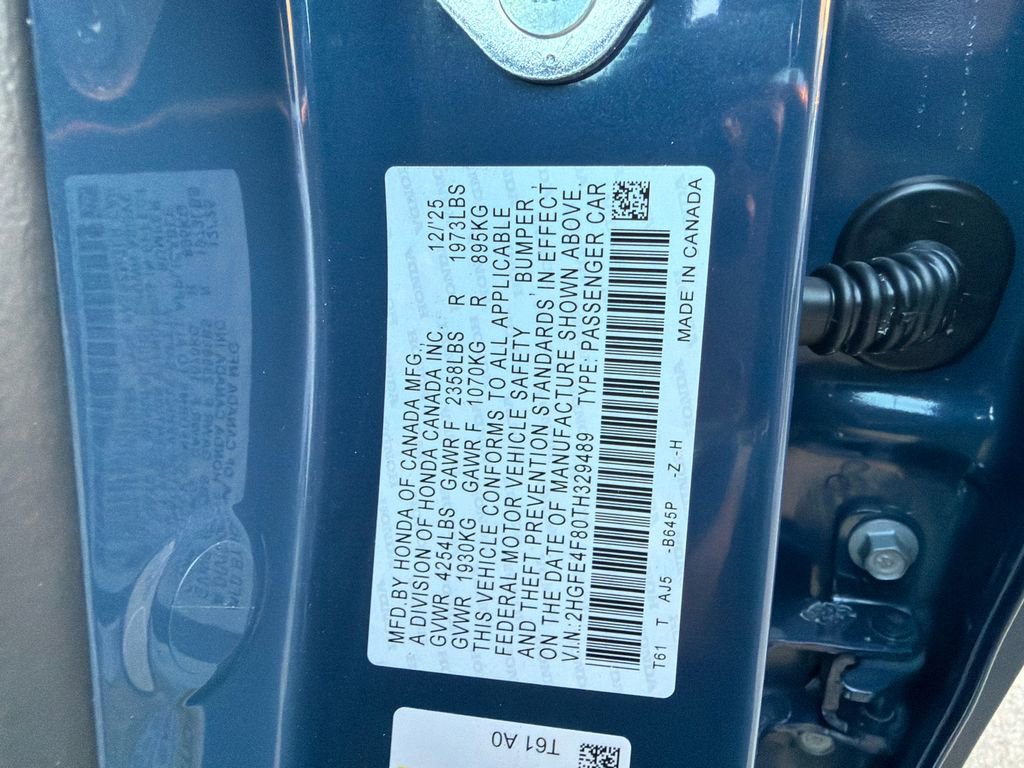 MFD.BY HONDA OF CANADA MFG., 12/25
A DIVISION OF HONDA CANADA INC.
GVWR 4254LBS GAWR F 2358LBS R 1973LBS
GVWR 1930KG GAWR F 1070KG R 895KG
THIS VEHICLE CONFORMS TO ALL APPLICABLE
FEDERAL MOTOR VEHICLE SAFETY , BUMPER,
AND THEFT PREVENTION STANDARDS IN EFFECT
ON THE DATE OF MANUFACTURE SHOWN ABOVE.
V.I.N.:2HGFE4F80TH329489 TYPE: PASSENGER CAR
T61 T AJ5 -B645P -Z -H MADE IN CANADA
T61 A0